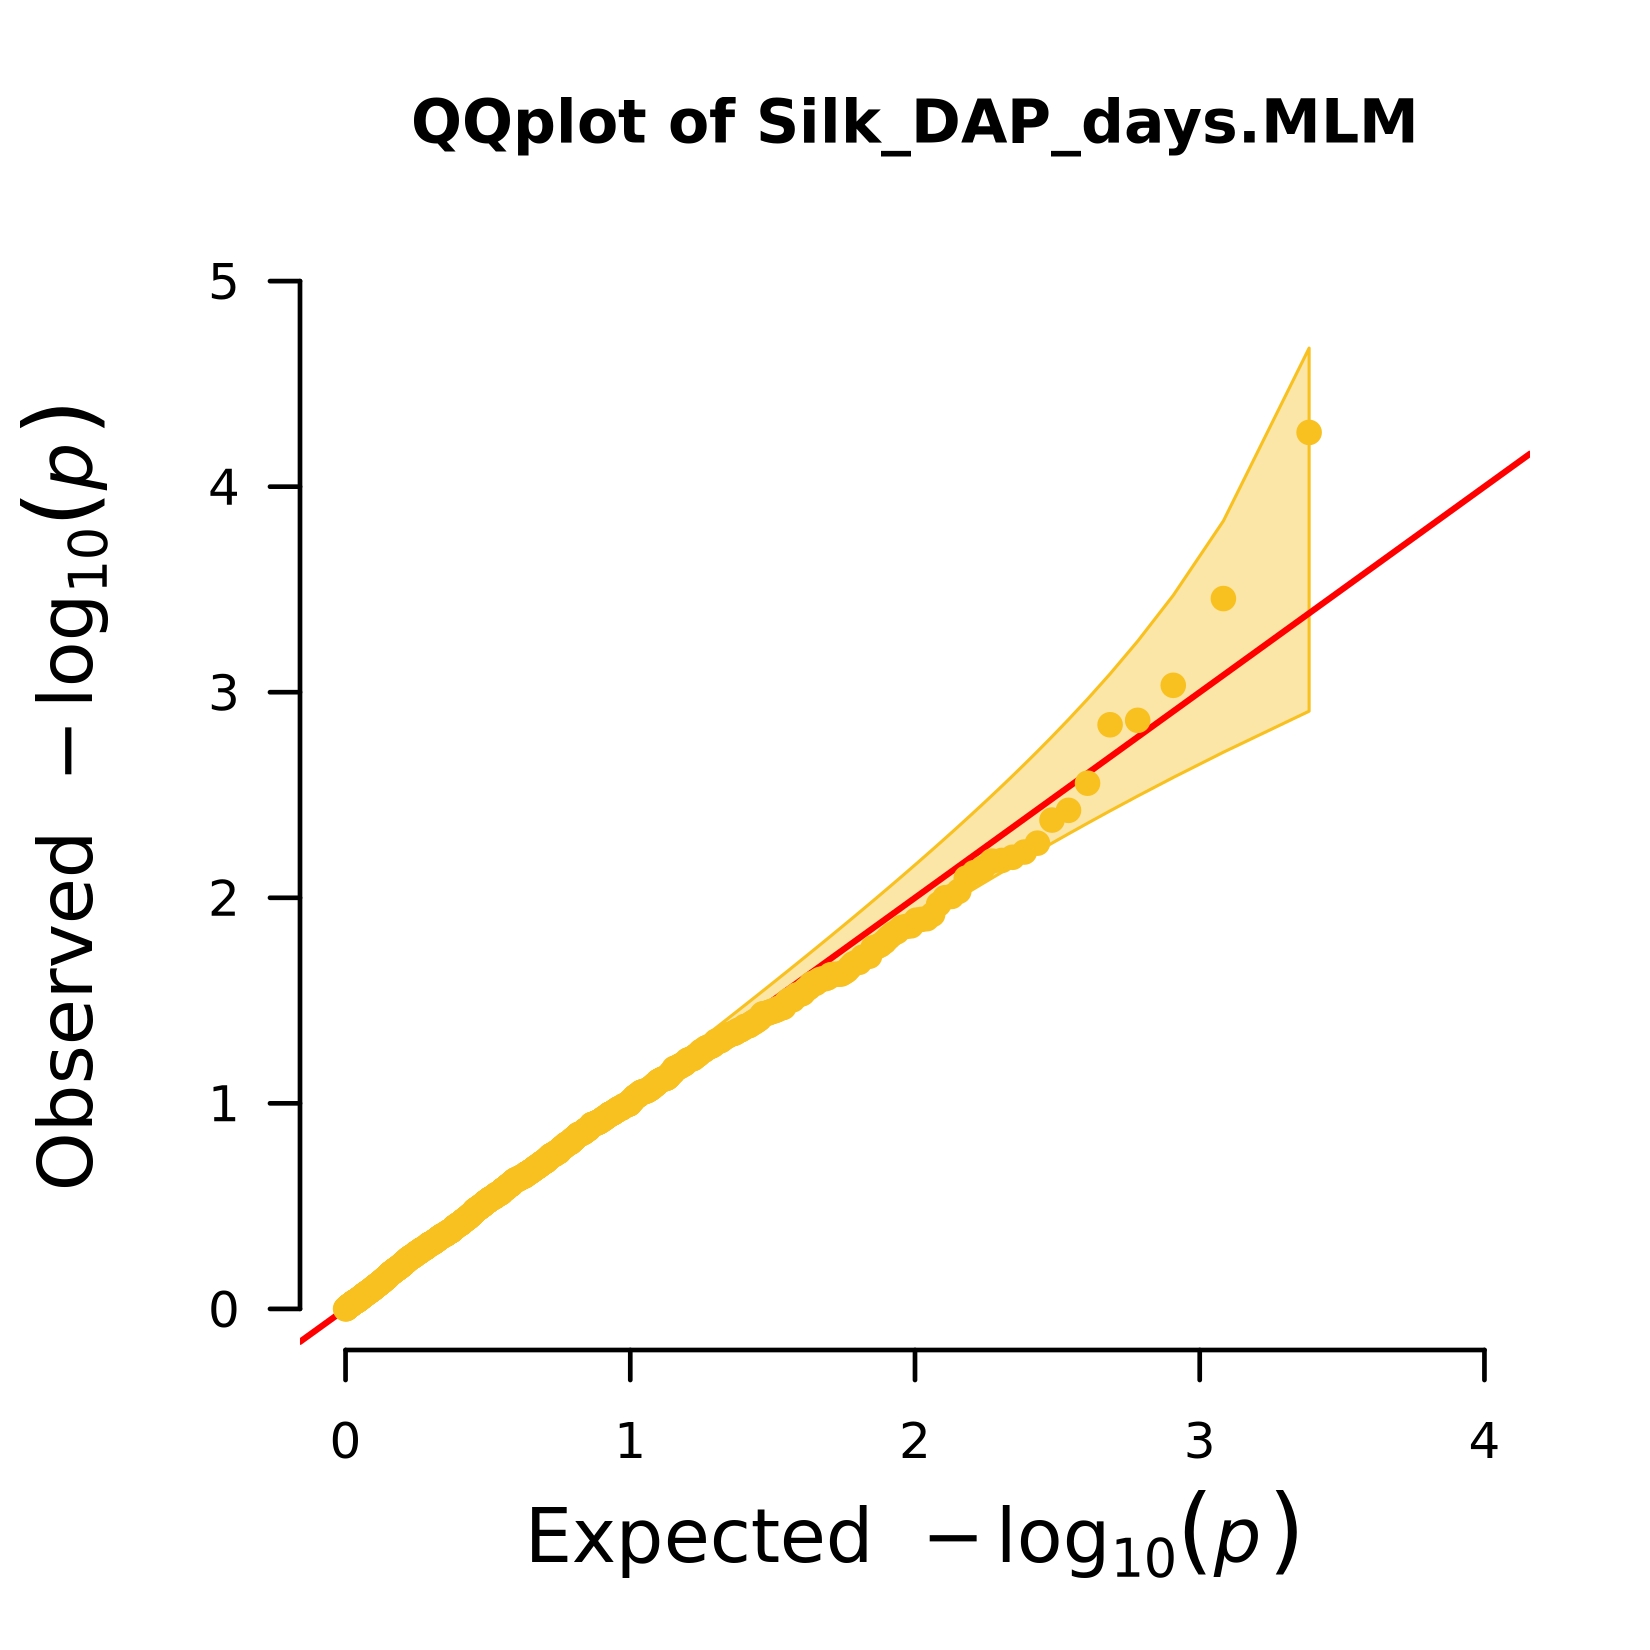 QQplot of Silk_DAP_days.MLM
5
4
3
2
1
0
Observed −log₁₀(p)
0 1 2 3 4
Expected −log₁₀(p)